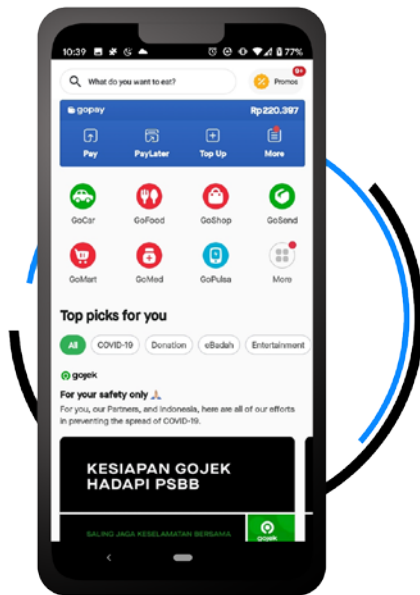 10:39 77%
What do you want to eat? Promos 9+
gopay Rp220.397
Pay PayLater Top Up More
GoCar GoFood GoShop GoSend
GoMart GoMed GoPulsa More
Top picks for you
All COVID-19 Donation eBadah Entertainment
gojek
For your safety only
For you, our Partners, and Indonesia, here are all of our efforts
in preventing the spread of COVID-19.
KESIAPAN GOJEK
HADAPI PSBB
SALING JAGA KESELAMATAN BERSAMA
gojek